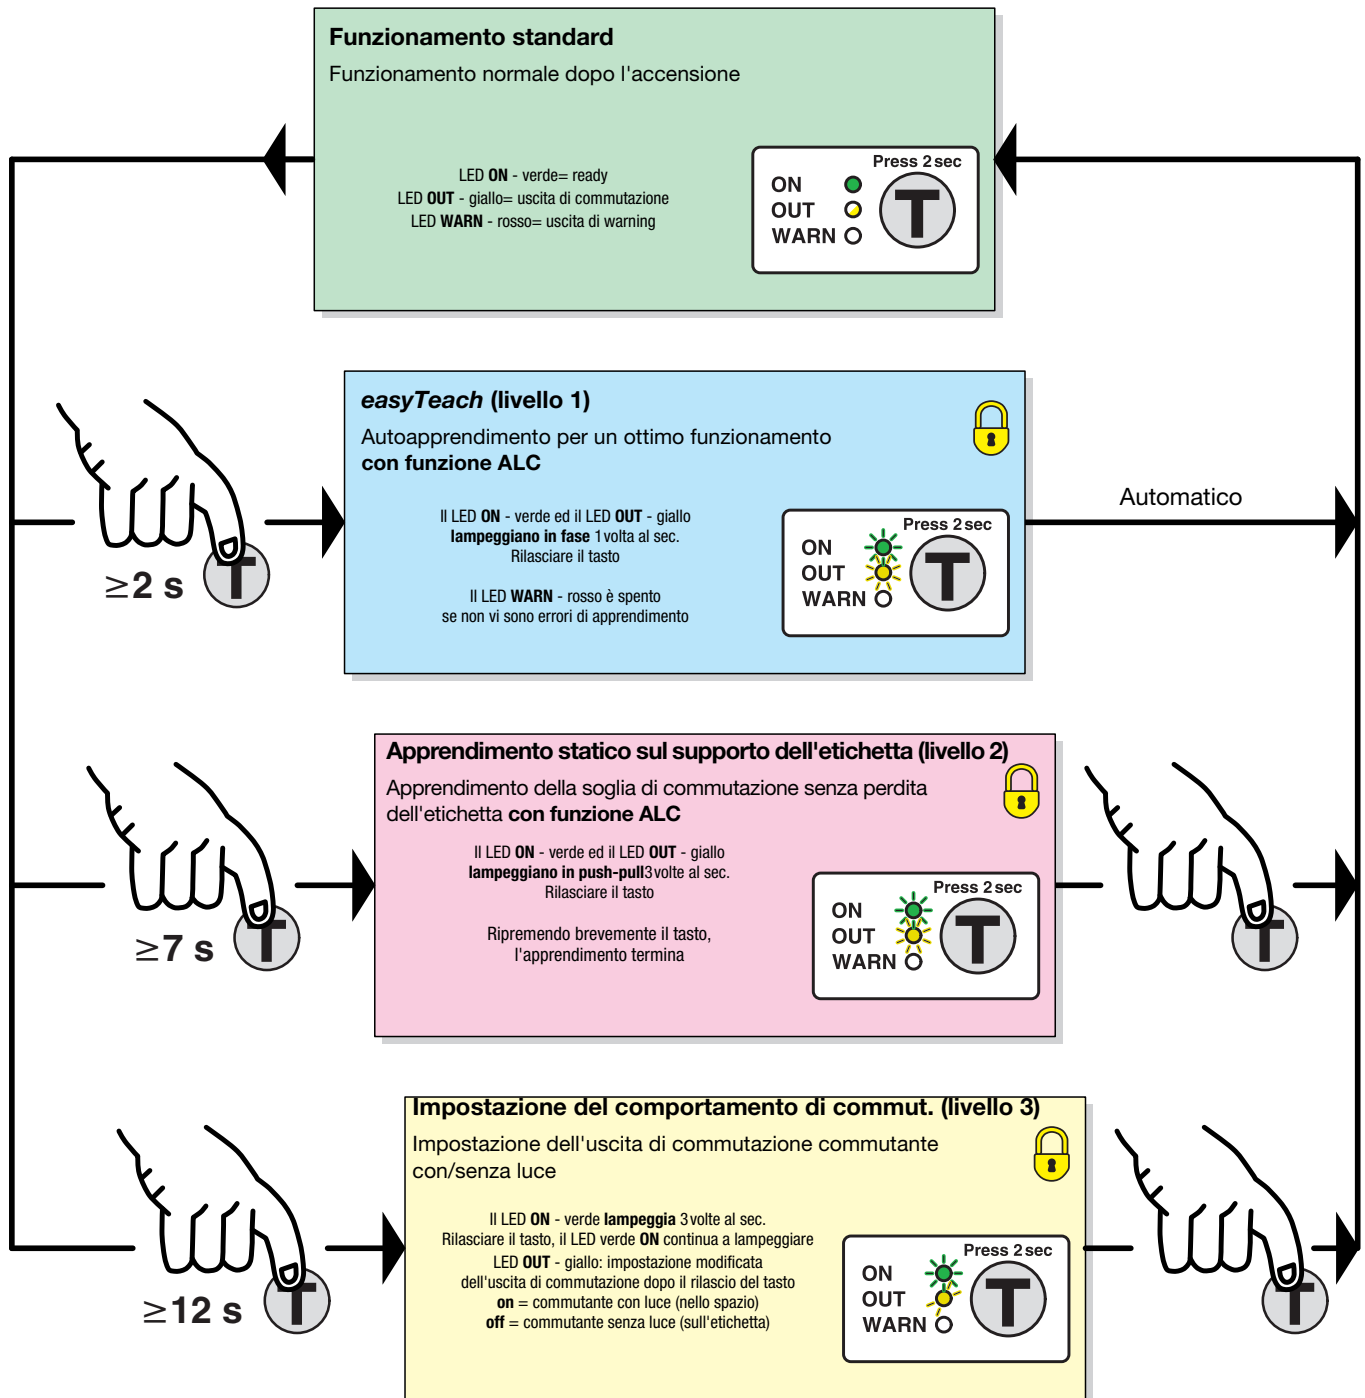 Funzionamento standard
Funzionamento normale dopo l'accensione
LED ON - verde= ready
LED OUT - giallo= uscita di commutazione
LED WARN - rosso= uscita di warning
Press 2 sec
ON
OUT
WARN
T
easyTeach (livello 1)
Autoapprendimento per un ottimo funzionamento
con funzione ALC
Il LED ON - verde ed il LED OUT - giallo
lampeggiano in fase 1 volta al sec.
Rilasciare il tasto
Il LED WARN - rosso è spento
se non vi sono errori di apprendimento
Press 2 sec
ON
OUT
WARN
T
≥2 s
T
Automatico
Apprendimento statico sul supporto dell'etichetta (livello 2)
Apprendimento della soglia di commutazione senza perdita
dell'etichetta con funzione ALC
Il LED ON - verde ed il LED OUT - giallo
lampeggiano in push-pull3 volte al sec.
Rilasciare il tasto
Ripremendo brevemente il tasto,
l'apprendimento termina
Press 2 sec
ON
OUT
WARN
T
≥7 s
T
T
Impostazione del comportamento di commut. (livello 3)
Impostazione dell'uscita di commutazione commutante
con/senza luce
Il LED ON - verde lampeggia 3 volte al sec.
Rilasciare il tasto, il LED verde ON continua a lampeggiare
LED OUT - giallo: impostazione modificata
dell'uscita di commutazione dopo il rilascio del tasto
on = commutante con luce (nello spazio)
off = commutante senza luce (sull'etichetta)
Press 2 sec
ON
OUT
WARN
T
≥12 s
T
T